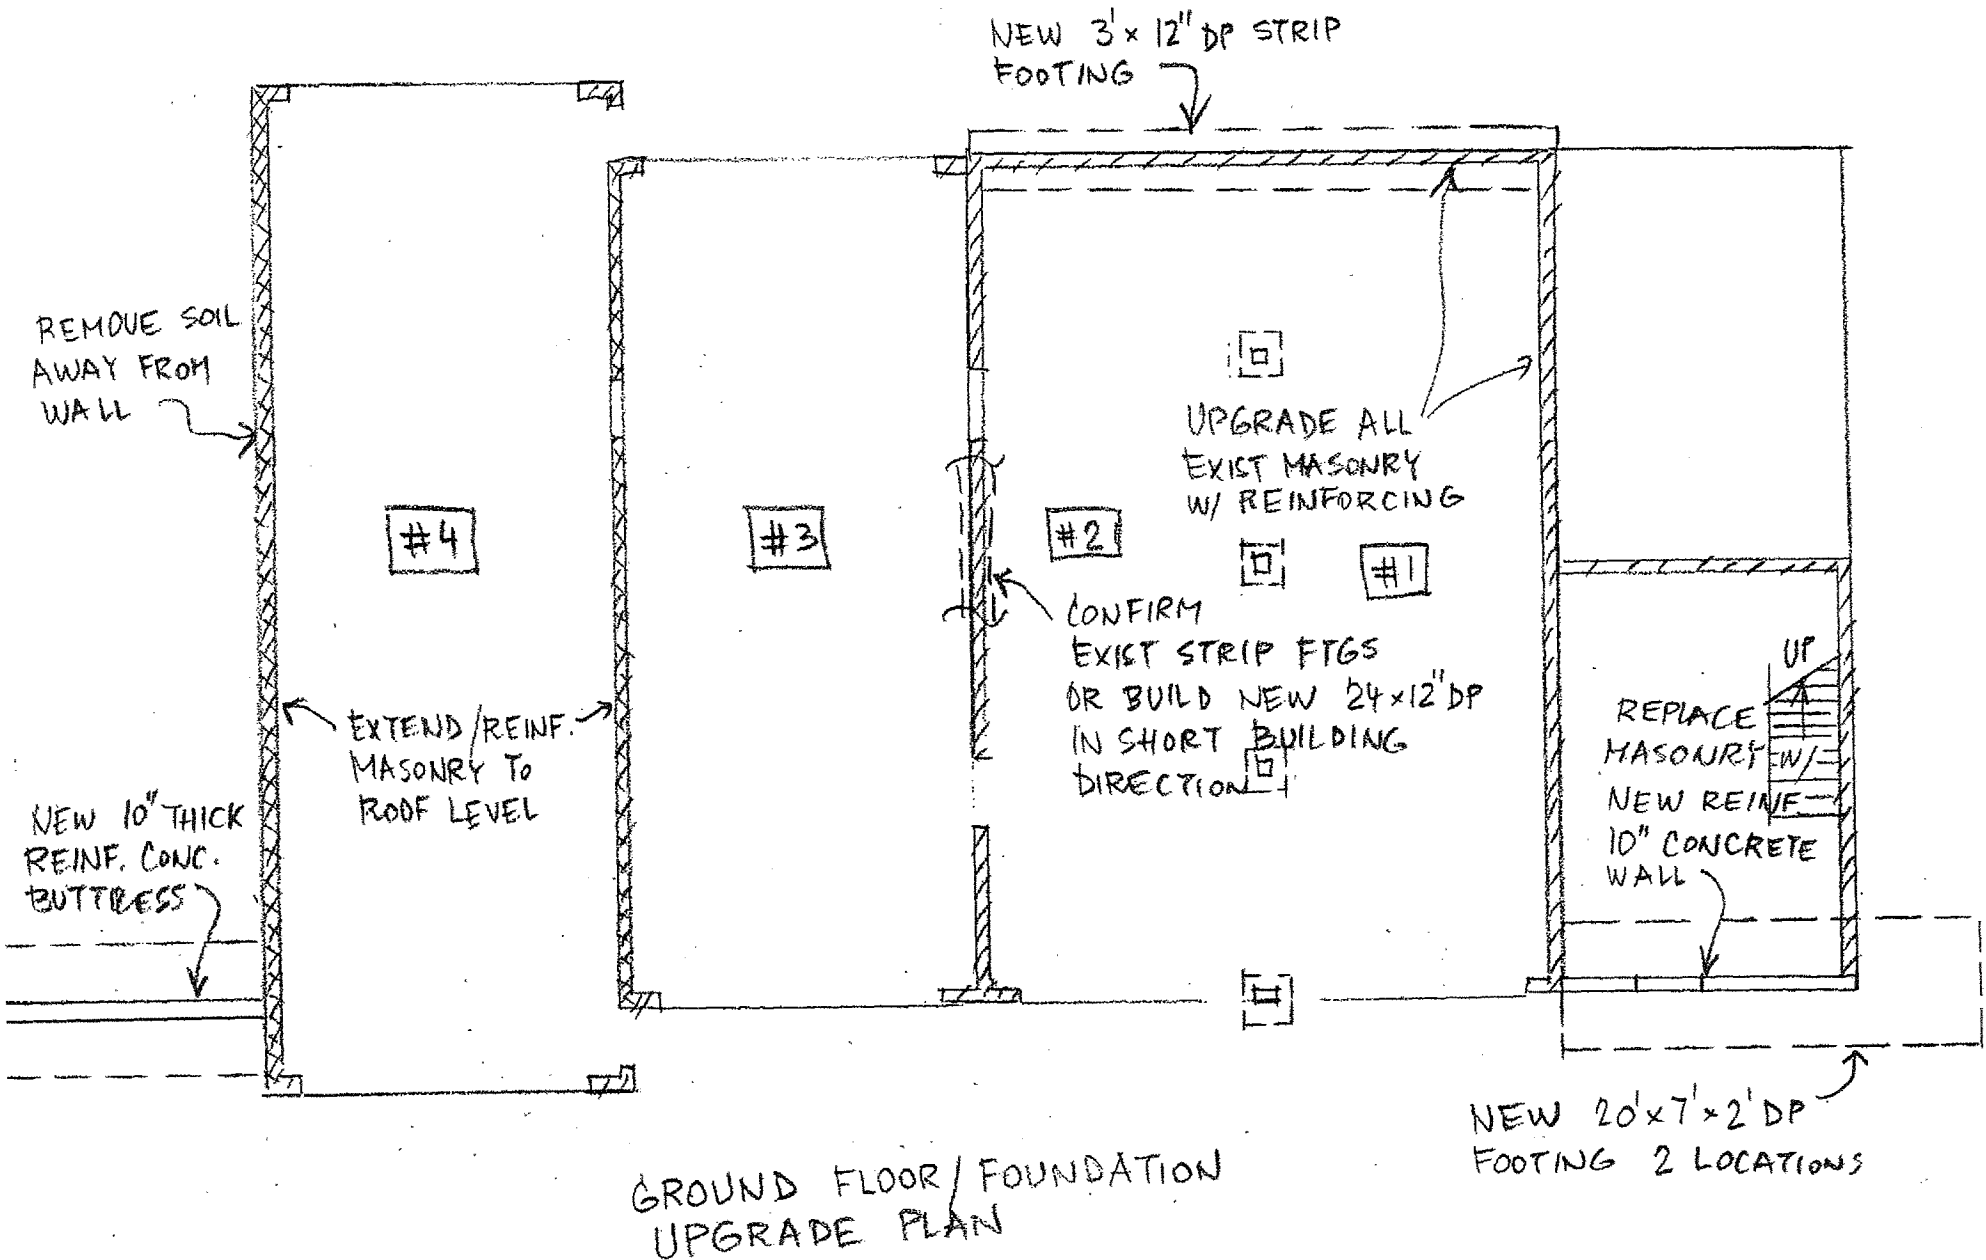 NEW 3'x 12" DP STRIP
FOOTING
REMOVE SOIL
AWAY FROM
WALL
UPGRADE ALL
EXIST MASONRY
W/ REINFORCING
#4
#3
#2
#1
CONFIRM
EXIST STRIP FTGS
OR BUILD NEW 24x12" DP
IN SHORT BUILDING
DIRECTION
UP
REPLACE
MASONRY W/
NEW REINF.
10" CONCRETE
WALL
EXTEND/REINF.
MASONRY TO
ROOF LEVEL
NEW 10" THICK
REINF. CONC.
BUTTRESS
NEW 20'x7'x2' DP
FOOTING 2 LOCATIONS
GROUND FLOOR/FOUNDATION
UPGRADE PLAN